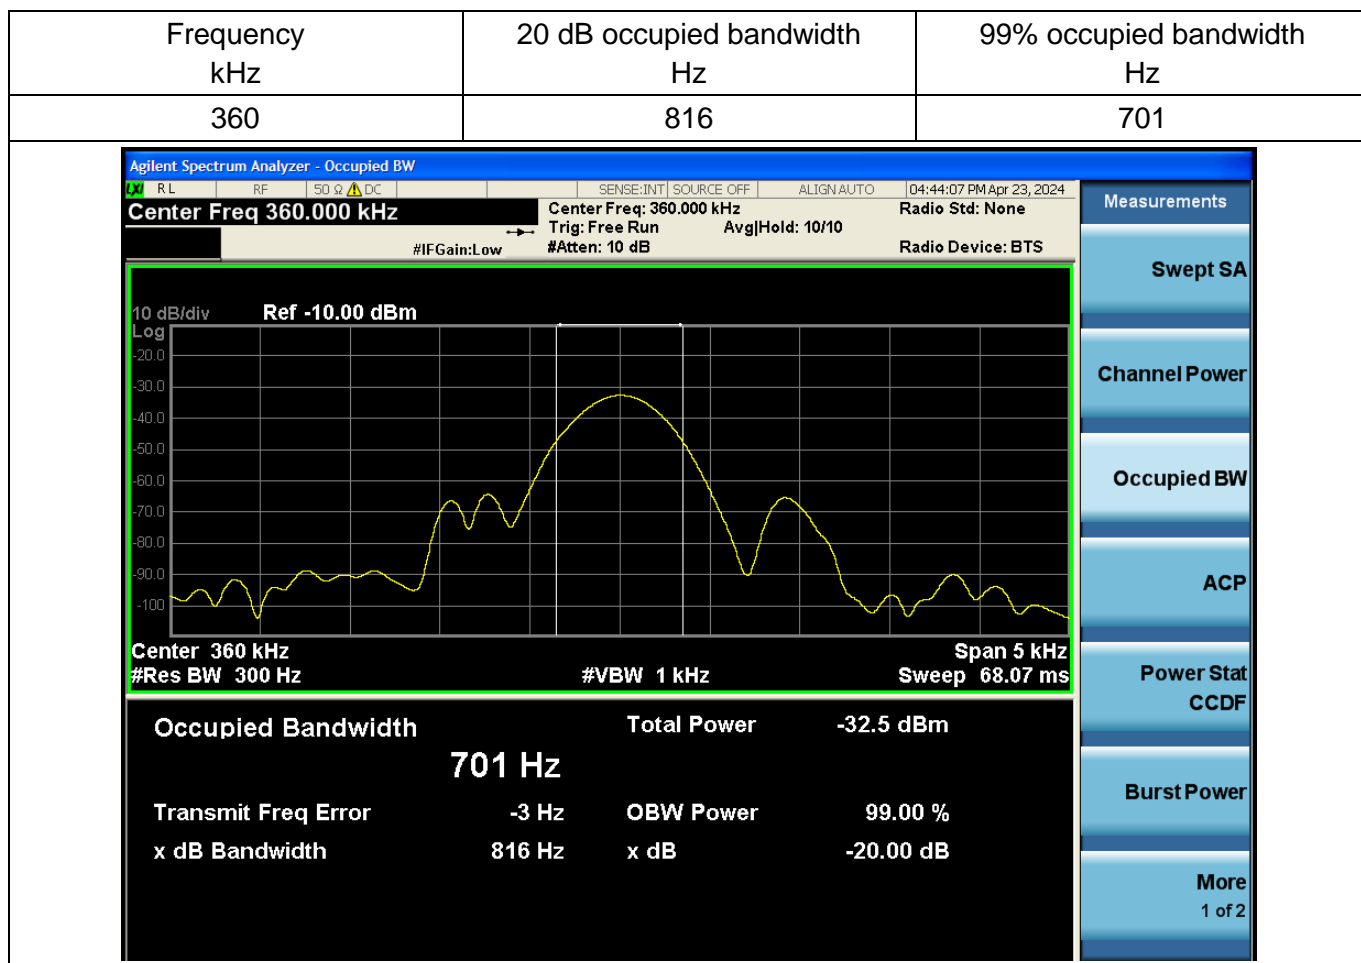 Frequency
kHz
20 dB occupied bandwidth
Hz
99% occupied bandwidth
Hz
360
816
701
Agilent Spectrum Analyzer - Occupied BW
LXI RL RF 50 Ω DC SENSE:INT SOURCE OFF ALIGN AUTO 04:44:07 PM Apr 23, 2024
Center Freq 360.000 kHz
Center Freq: 360.000 kHz
Radio Std: None
Trig: Free Run Avg|Hold: 10/10
#IFGain:Low
#Atten: 10 dB
Radio Device: BTS
10 dB/div Ref -10.00 dBm
Log
-20.0
-30.0
-40.0
-50.0
-60.0
-70.0
-80.0
-90.0
-100
Center 360 kHz Span 5 kHz
#Res BW 300 Hz #VBW 1 kHz Sweep 68.07 ms
Occupied Bandwidth Total Power -32.5 dBm
701 Hz
Transmit Freq Error -3 Hz OBW Power 99.00 %
x dB Bandwidth 816 Hz x dB -20.00 dB
Measurements
Swept SA
Channel Power
Occupied BW
ACP
Power Stat
CCDF
Burst Power
More
1 of 2